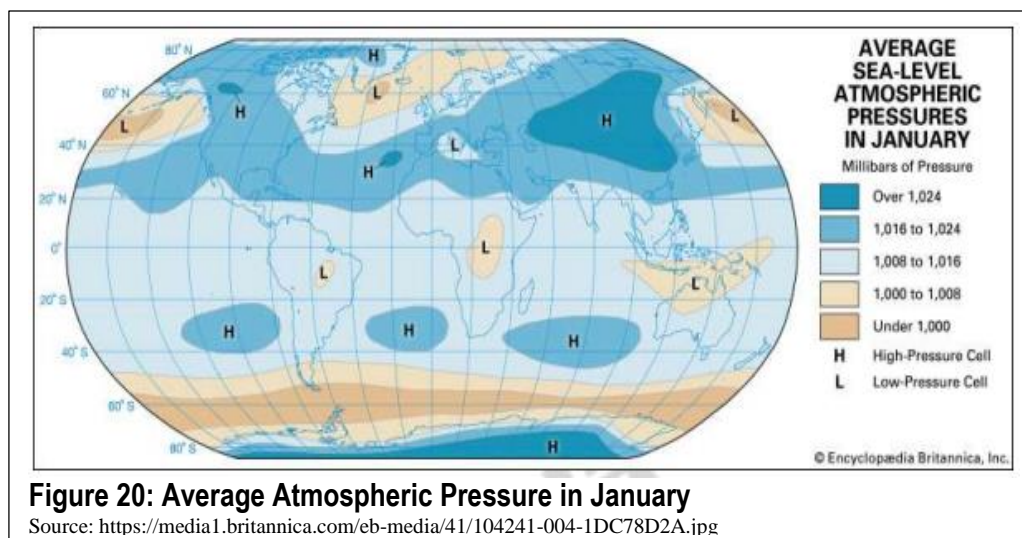 AVERAGE
SEA-LEVEL
ATMOSPHERIC
PRESSURES
IN JANUARY
Millibars of Pressure
Over 1,024
1,016 to 1,024
1,008 to 1,016
1,000 to 1,008
Under 1,000
H High-Pressure Cell
L Low-Pressure Cell
© Encyclopædia Britannica, Inc.
80° N
60° N
40° N
20° N
0°
20° S
40° S
60° S
80° S
H
L
H
L
H
L
L
H
H
L
L
L
H
H
H
H
Figure 20: Average Atmospheric Pressure in January
Source: https://media1.britannica.com/eb-media/41/104241-004-1DC78D2A.jpg